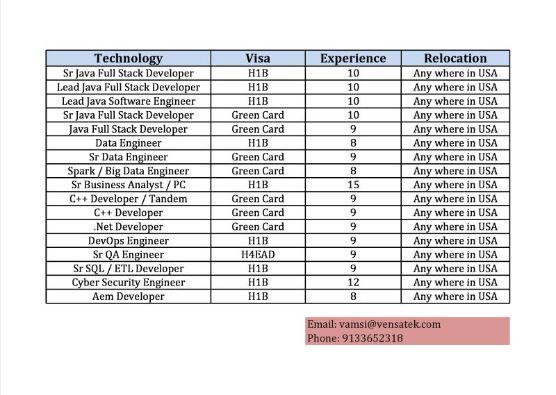 Technology Visa Experience Relocation
Sr Java Full Stack Developer H1B 10 Any where in USA
Lead Java Full Stack Developer H1B 10 Any where in USA
Lead Java Software Engineer H1B 10 Any where in USA
Sr Java Full Stack Developer Green Card 10 Any where in USA
Java Full Stack Developer Green Card 9 Any where in USA
Data Engineer H1B 8 Any where in USA
Sr Data Engineer Green Card 9 Any where in USA
Spark / Big Data Engineer Green Card 8 Any where in USA
Sr Business Analyst / PC H1B 15 Any where in USA
C++ Developer / Tandem Green Card 9 Any where in USA
C++ Developer Green Card 9 Any where in USA
.Net Developer Green Card 9 Any where in USA
DevOps Engineer H1B 9 Any where in USA
Sr QA Engineer H4EAD 9 Any where in USA
Sr SQL / ETL Developer H1B 9 Any where in USA
Cyber Security Engineer H1B 12 Any where in USA
Aem Developer H1B 8 Any where in USA
Email: vamsi@vensatek.com
Phone: 9133652318